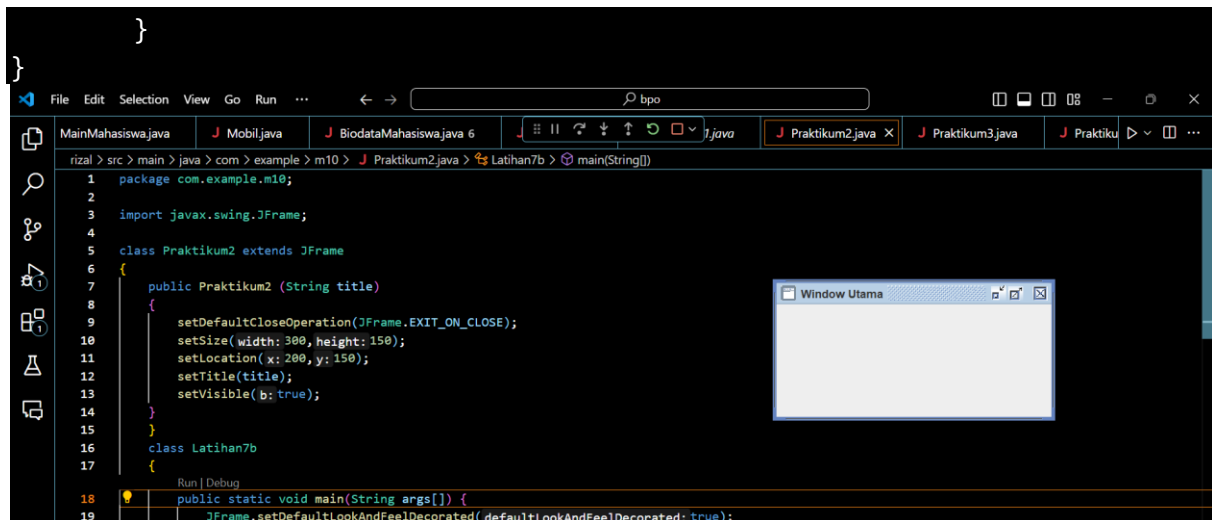 }
}
File Edit Selection View Go Run ··· ← → bpo
MainMahasiswa.java J Mobil.java J BiodataMahasiswa.java 6 J 1.java J Praktikum2.java × J Praktikum3.java J Praktiku
rizal > src > main > java > com > example > m10 > J Praktikum2.java > Latihan7b > main(String[])
1 package com.example.m10;
2
3 import javax.swing.JFrame;
4
5 class Praktikum2 extends JFrame
6 {
7 public Praktikum2 (String title)
8 {
9 setDefaultCloseOperation(JFrame.EXIT_ON_CLOSE);
10 setSize(width:300,height:150);
11 setLocation(x:200,y:150);
12 setTitle(title);
13 setVisible(b:true);
14 }
15 }
16 class Latihan7b
17 {
Run | Debug
18 public static void main(String args[]) {
19 JFrame.setDefaultLookAndFeelDecorated(defaultLookAndFeelDecorated:true);
Window Utama
1
1